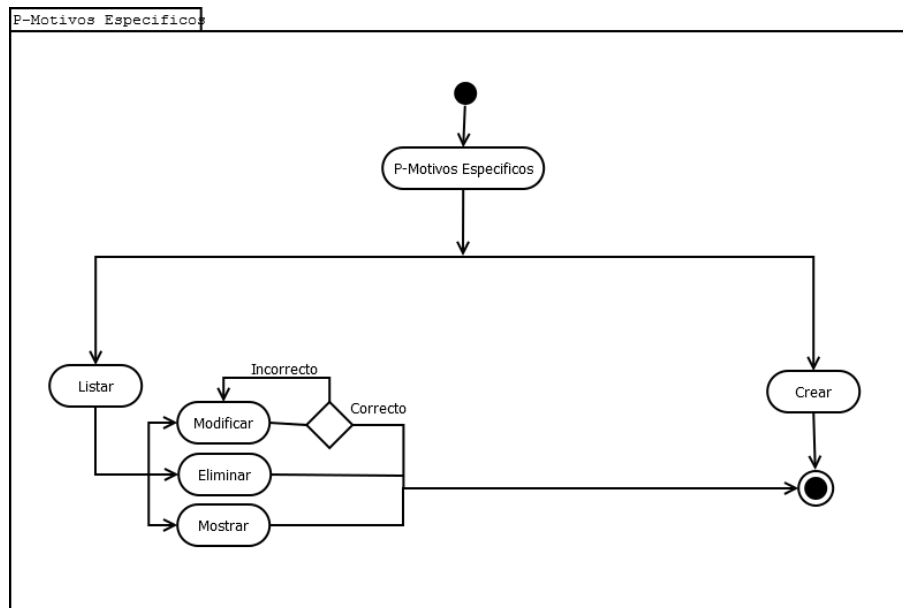 P-Motivos Especificos
P-Motivos Especificos
Incorrecto
Listar
Correcto
Crear
Modificar
Eliminar
Mostrar